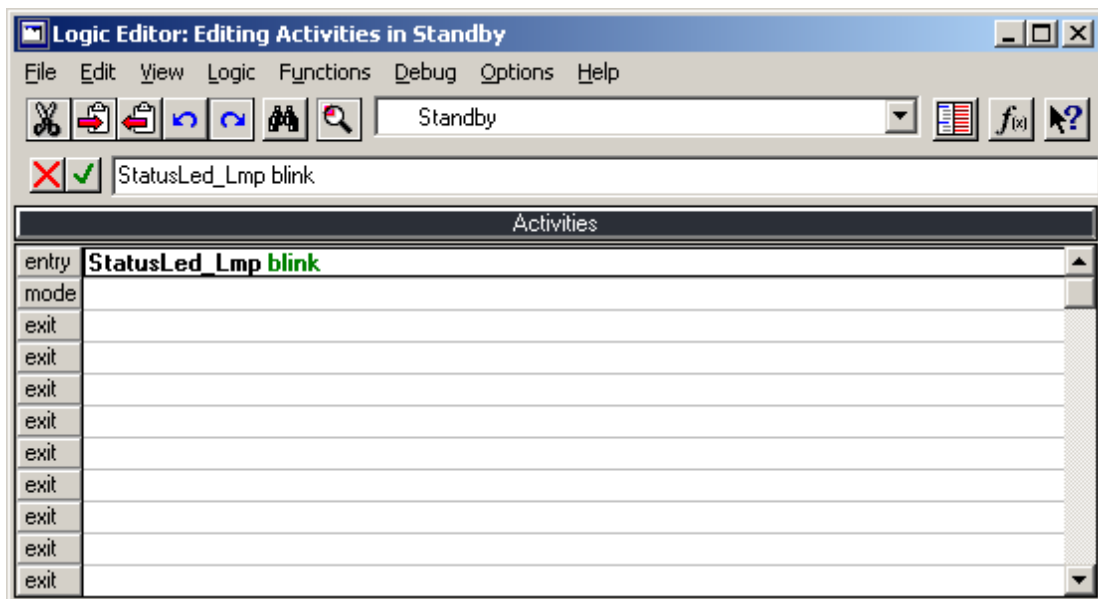 Logic Editor: Editing Activities in Standby
File Edit View Logic Functions Debug Options Help
Standby f(x) ?
StatusLed_Lmp blink
Activities
entry StatusLed_Lmp blink
mode
exit
exit
exit
exit
exit
exit
exit
exit
exit